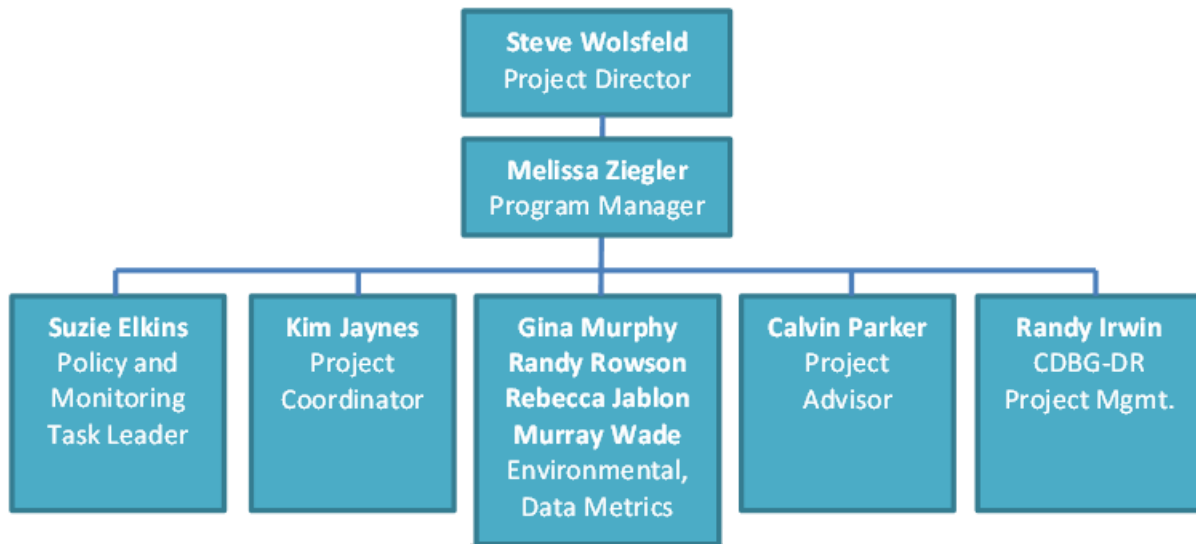 Steve Wolsfeld
Project Director
Melissa Ziegler
Program Manager
Suzie Elkins
Policy and
Monitoring
Task Leader
Kim Jaynes
Project
Coordinator
Gina Murphy
Randy Rowson
Rebecca Jablon
Murray Wade
Environmental,
Data Metrics
Calvin Parker
Project
Advisor
Randy Irwin
CDBG-DR
Project Mgmt.